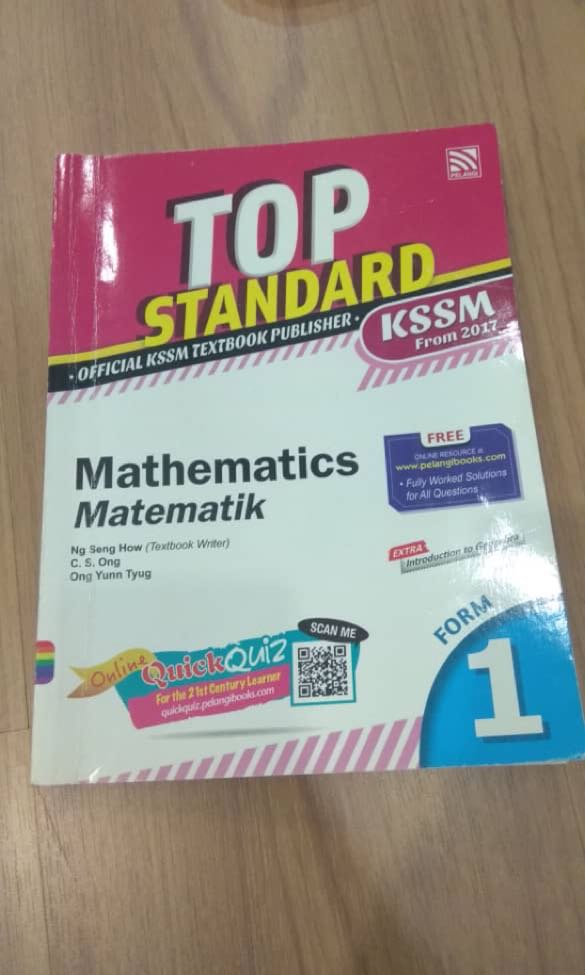 PELANGI
TOP
STANDARD
• OFFICIAL KSSM TEXTBOOK PUBLISHER •
KSSM
From 2017
Mathematics
Matematik
Ng Seng How (Textbook Writer)
C. S. Ong
Ong Yunn Tyug
FREE
ONLINE RESOURCE at
www.pelangibooks.com
• Fully Worked Solutions
for All Questions
EXTRA
Introduction to
Online QuickQuiz
For the 21st Century Learner
quickquiz.pelangibooks.com
SCAN ME
FORM
1